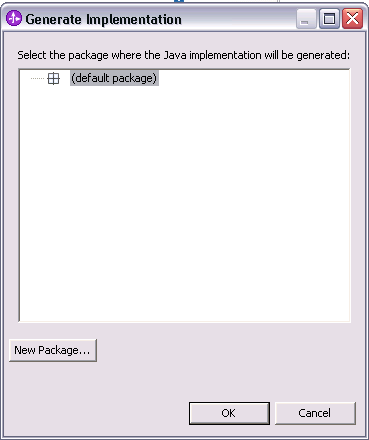 Generate Implementation
Select the package where the Java implementation will be generated:
(default package)
New Package...
OK
Cancel